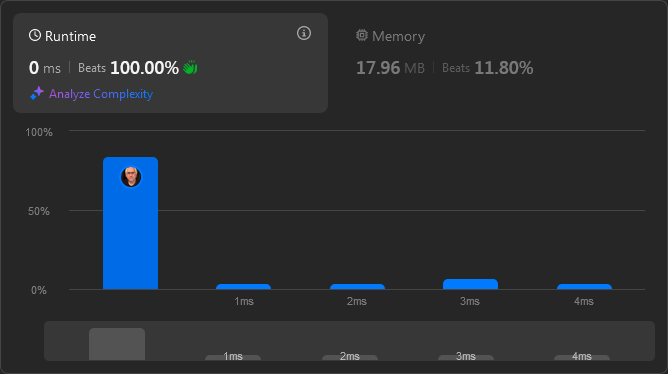 Runtime
0 ms | Beats 100.00%
Analyze Complexity
Memory
17.96 MB | Beats 11.80%
100%
50%
0%
1ms 2ms 3ms 4ms
1ms 2ms 3ms 4ms